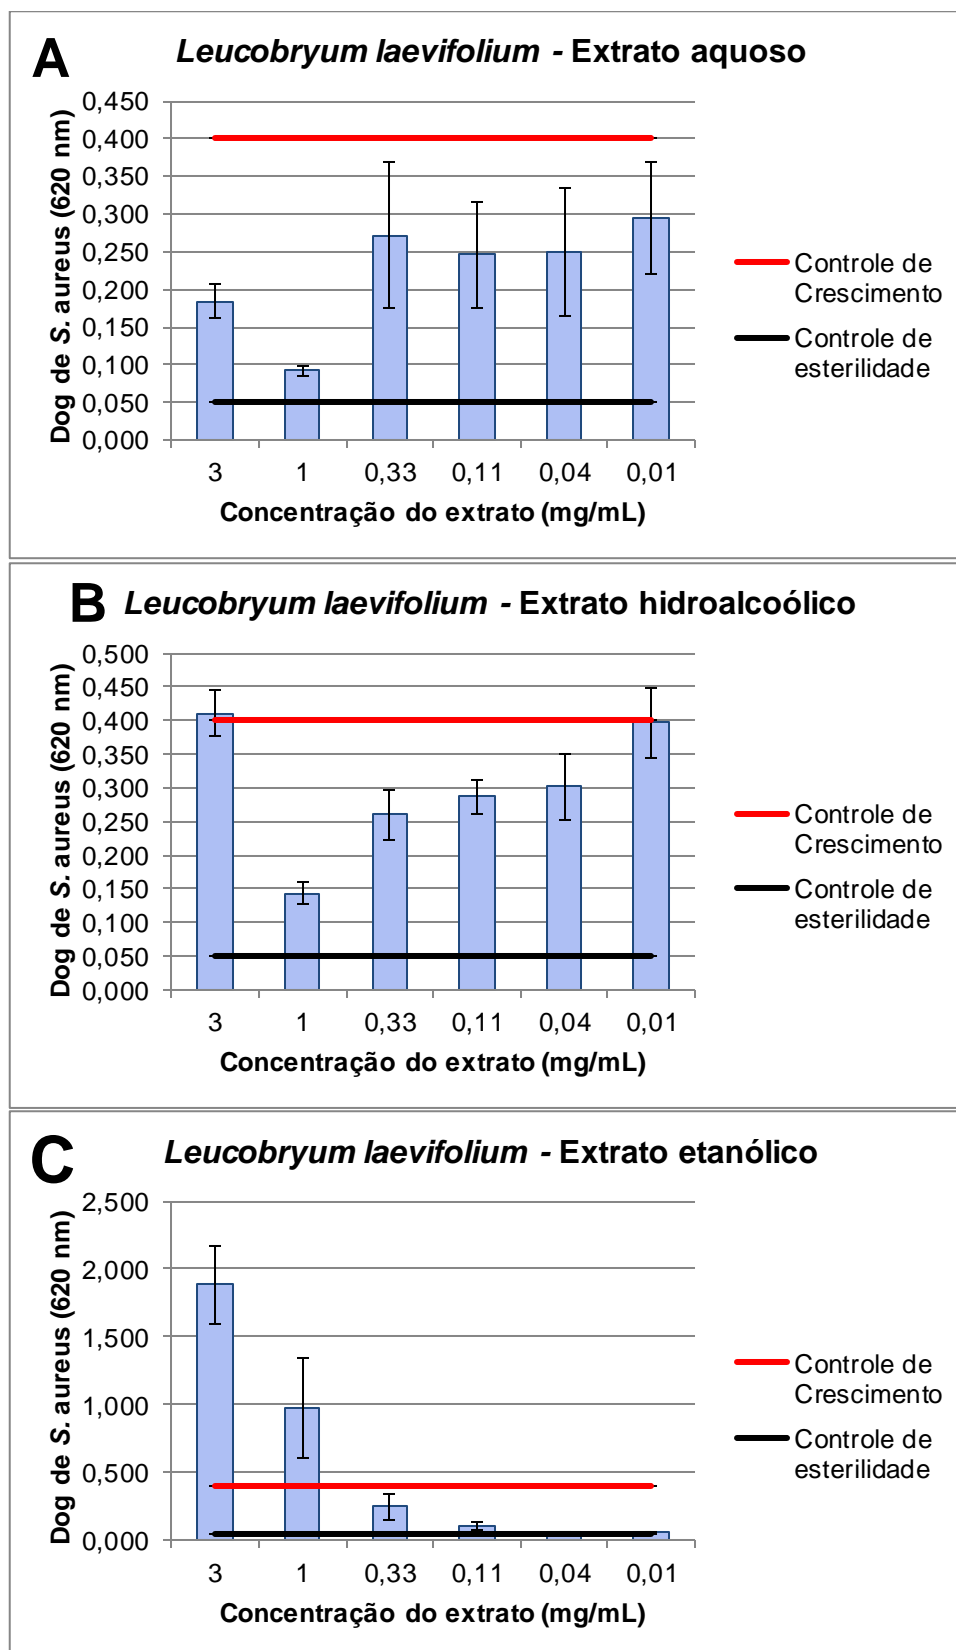 A
Leucobryum laevifolium - Extrato aquoso
Dog de S. aureus (620 nm)
0,450
0,400
0,350
0,300
0,250
0,200
0,150
0,100
0,050
0,000
3 1 0,33 0,11 0,04 0,01
Concentração do extrato (mg/mL)
Controle de
Crescimento
Controle de
esterilidade
B
Leucobryum laevifolium - Extrato hidroalcoólico
Dog de S. aureus (620 nm)
0,500
0,450
0,400
0,350
0,300
0,250
0,200
0,150
0,100
0,050
0,000
3 1 0,33 0,11 0,04 0,01
Concentração do extrato (mg/mL)
Controle de
Crescimento
Controle de
esterilidade
C
Leucobryum laevifolium - Extrato etanólico
Dog de S. aureus (620 nm)
2,500
2,000
1,500
1,000
0,500
0,000
3 1 0,33 0,11 0,04 0,01
Concentração do extrato (mg/mL)
Controle de
Crescimento
Controle de
esterilidade